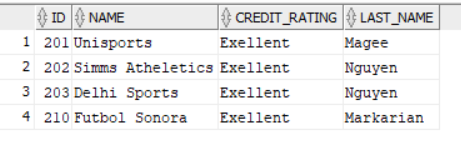 ID NAME CREDIT_RATING LAST_NAME
1 201 Unisports Exellent Magee
2 202 Simms Atheletics Exellent Nguyen
3 203 Delhi Sports Exellent Nguyen
4 210 Futbol Sonora Exellent Markarian